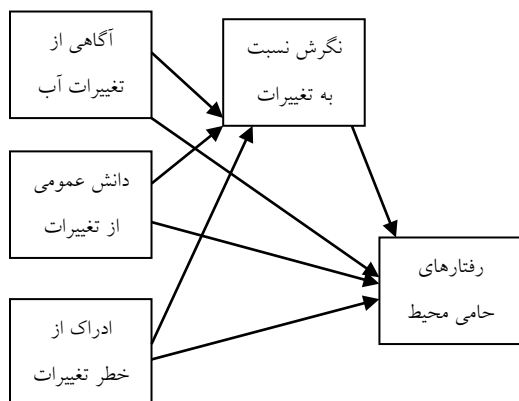 آگاهی از
تغییرات آب
نگرش نسبت
به تغییرات
دانش عمومی
از تغییرات
رفتارهای
حامی محیط
ادراک از
خطر تغییرات